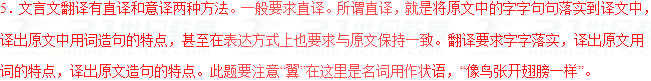 5．文言文翻译有直译和意译两种方法。一般要求直译。所谓直译，就是将原文中的字字句句落实到译文中，
译出原文中用词造句的特点，甚至在表达方式上也要求与原文保持一致。翻译要求字字落实，译出原文用
词的特点，译出原文造句的特点。此题要注意“翼”在这里是名词用作状语，“像鸟张开翅膀一样”。